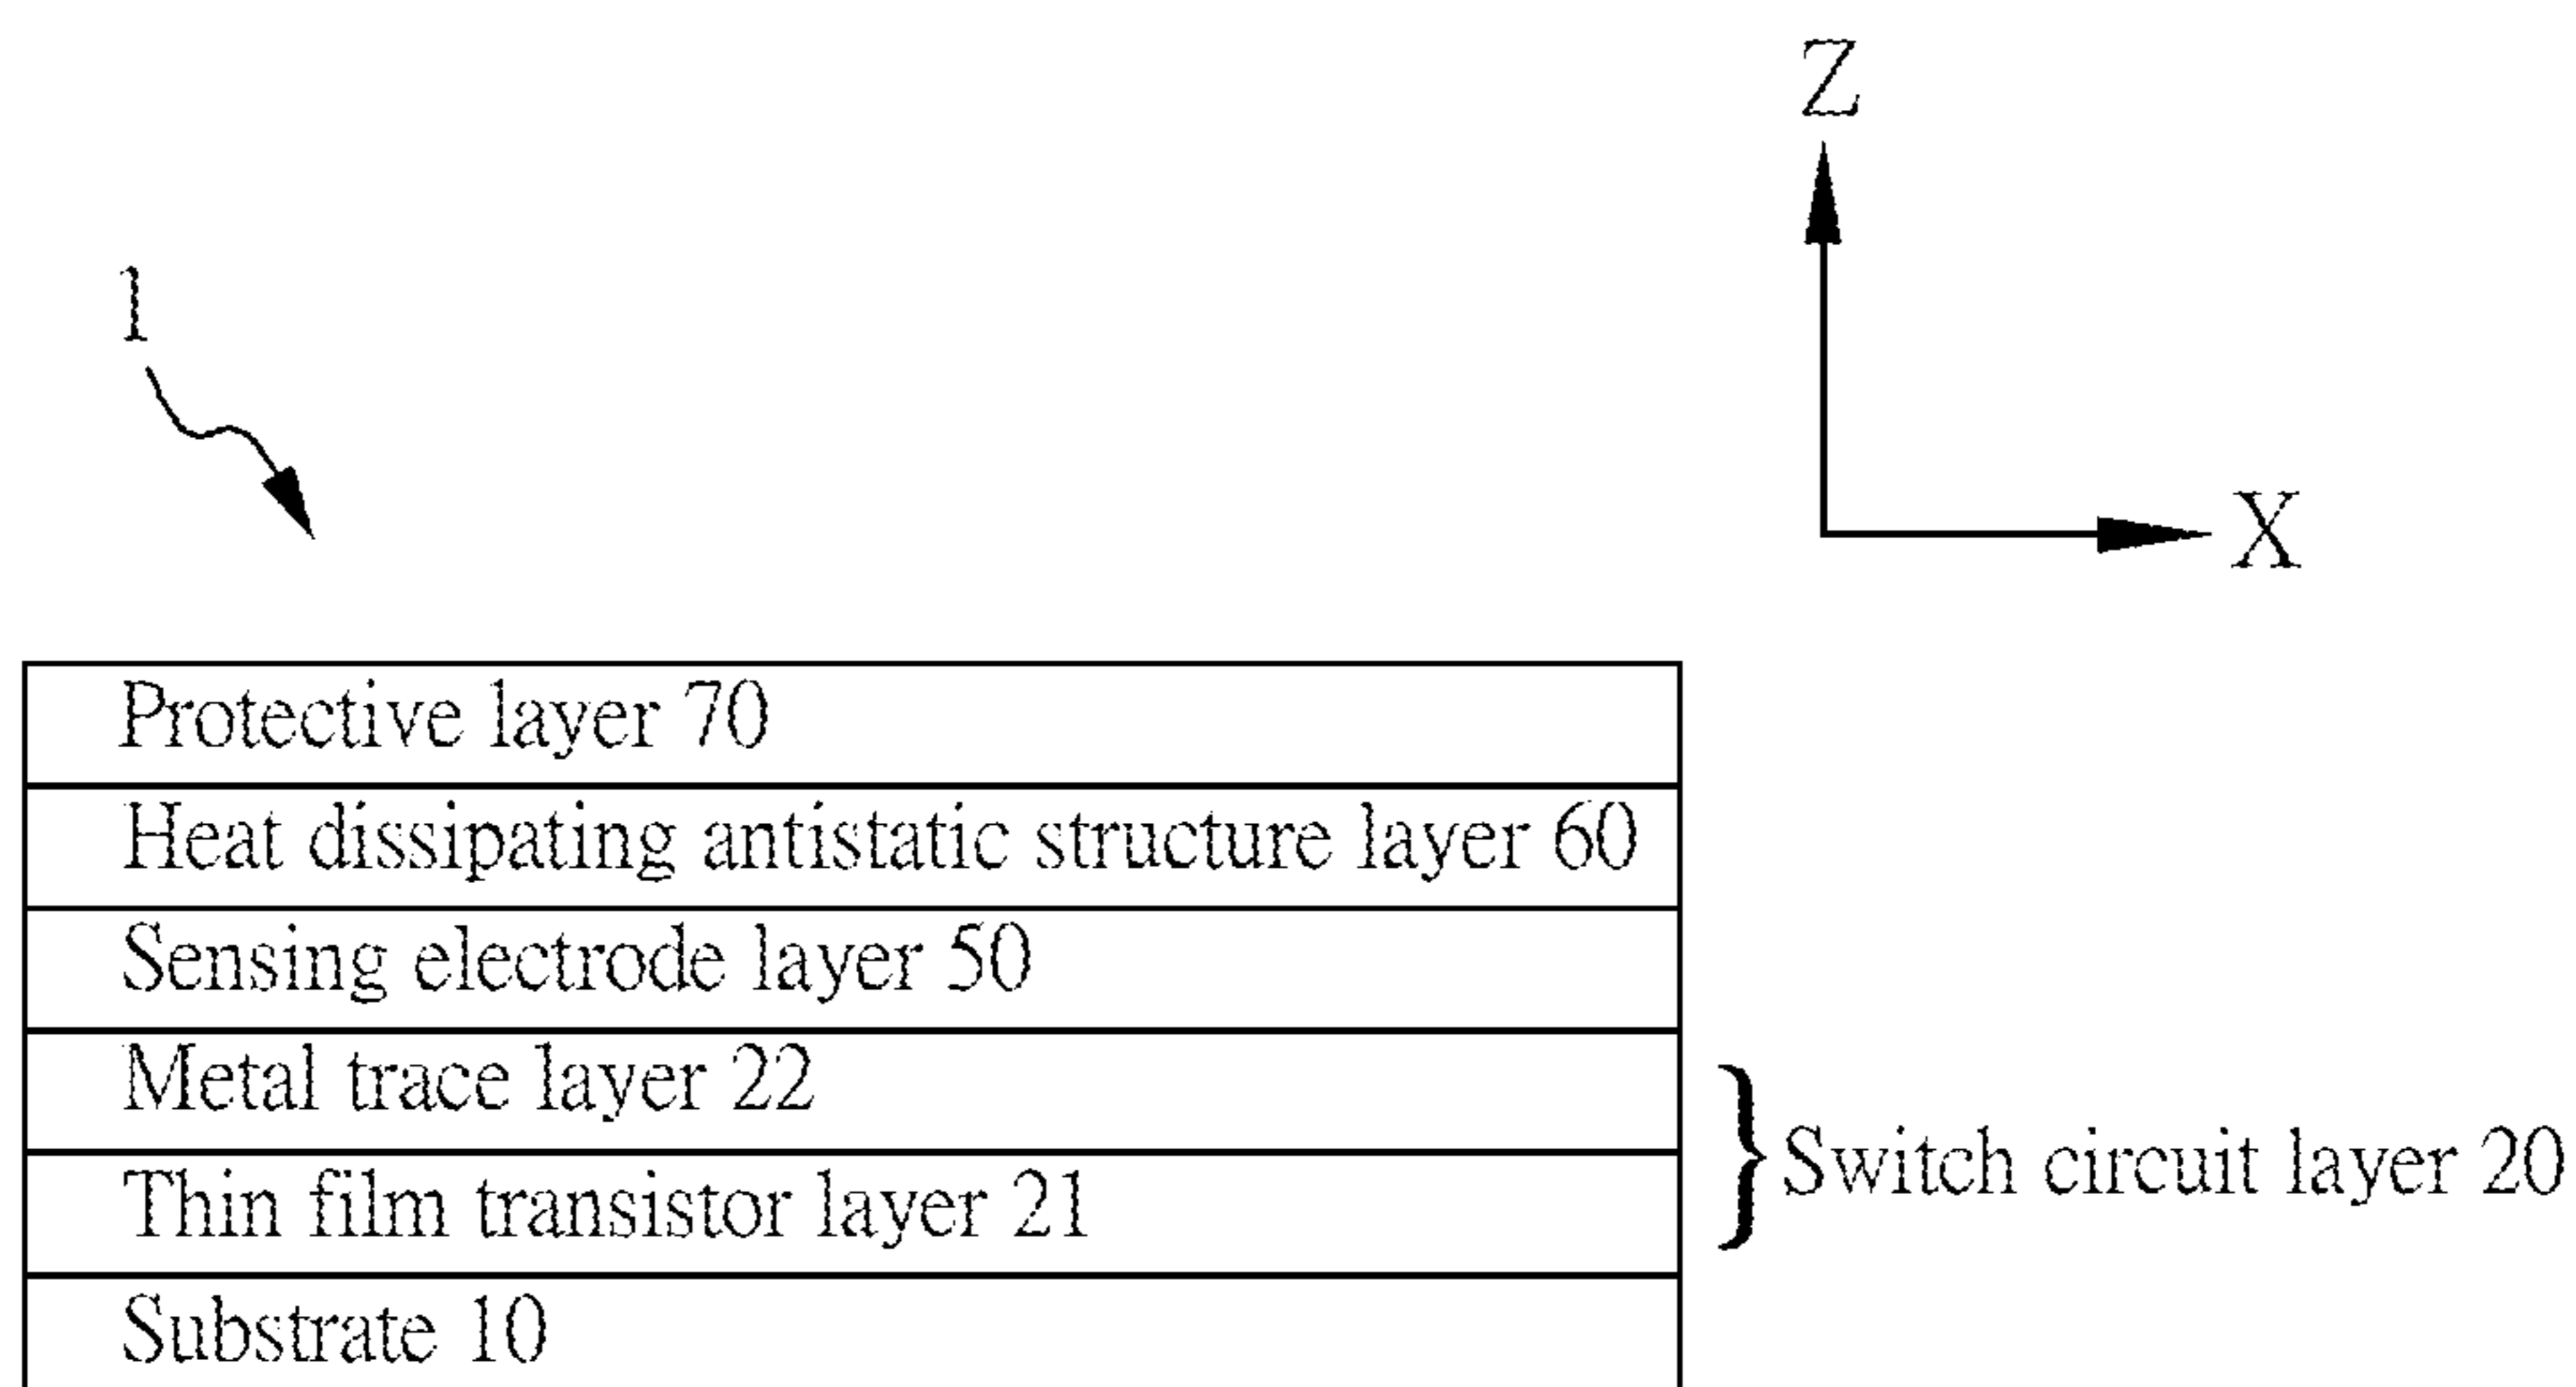 Z
1
X
Protective layer 70
Heat dissipating antistatic structure layer 60
Sensing electrode layer 50
Metal trace layer 22
Thin film transistor layer 21
Switch circuit layer 20
Substrate 10